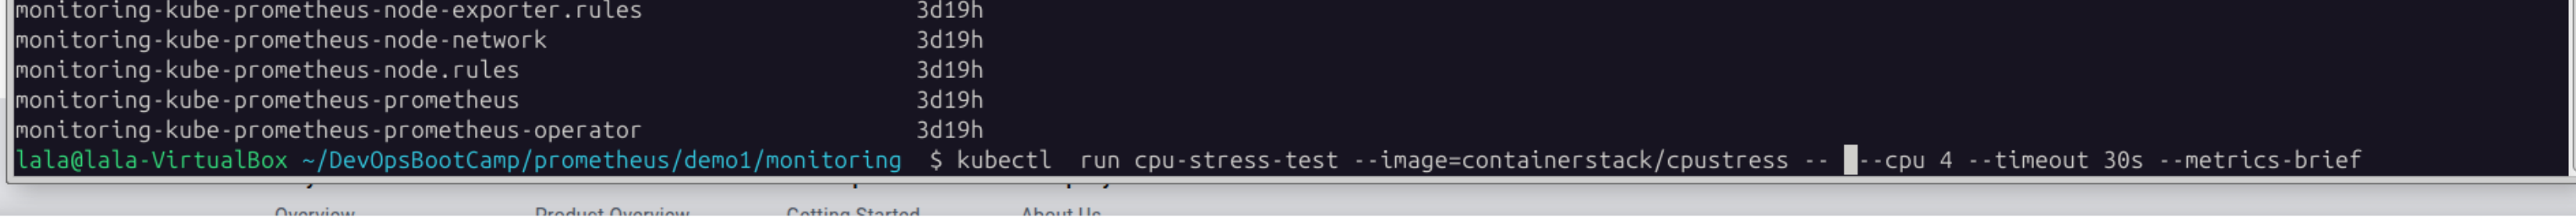 monitoring-kube-prometheus-node-exporter.rules 3d19h
monitoring-kube-prometheus-node-network 3d19h
monitoring-kube-prometheus-node.rules 3d19h
monitoring-kube-prometheus-prometheus 3d19h
monitoring-kube-prometheus-prometheus-operator 3d19h
lala@lala-VirtualBox ~/DevOpsBootCamp/prometheus/demo1/monitoring $ kubectl  run cpu-stress-test --image=containerstack/cpustress -- --cpu 4 --timeout 30s --metrics-brief
Overview Product Overview Getting Started About Us